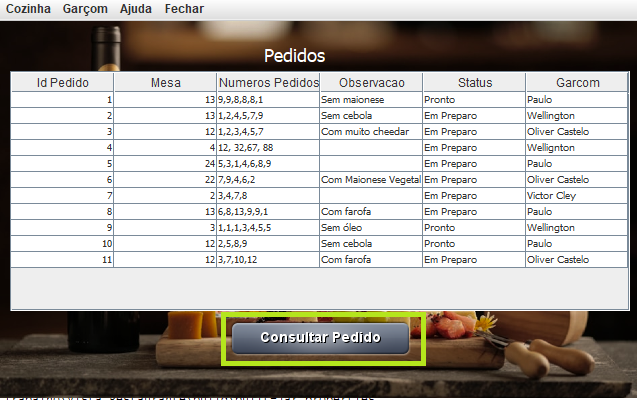 Cozinha Garçom Ajuda Fechar
Pedidos
Id Pedido Mesa Numeros Pedidos Observacao Status Garcom
1 13 9,9,8,8,8,1 Sem maionese Pronto Paulo
2 13 1,2,4,5,7,9 Sem cebola Em Preparo Wellington
3 12 1,2,3,4,5,7 Com muito cheedar Em Preparo Oliver Castelo
4 4 12, 32,67, 88 Em Preparo Wellignton
5 24 5,3,1,4,6,8,9 Em Preparo Paulo
6 22 7,9,4,6,2 Com Maionese Vegetal Em Preparo Oliver Castelo
7 2 3,4,7,8 Em Preparo Victor Cley
8 13 6,8,13,9,9,1 Com farofa Em Preparo Paulo
9 3 1,1,1,3,4,5,5 Sem óleo Pronto Wellington
10 12 2,5,8,9 Sem cebola Pronto Paulo
11 12 3,7,10,12 Com farofa Em Preparo Oliver Castelo
Consultar Pedido